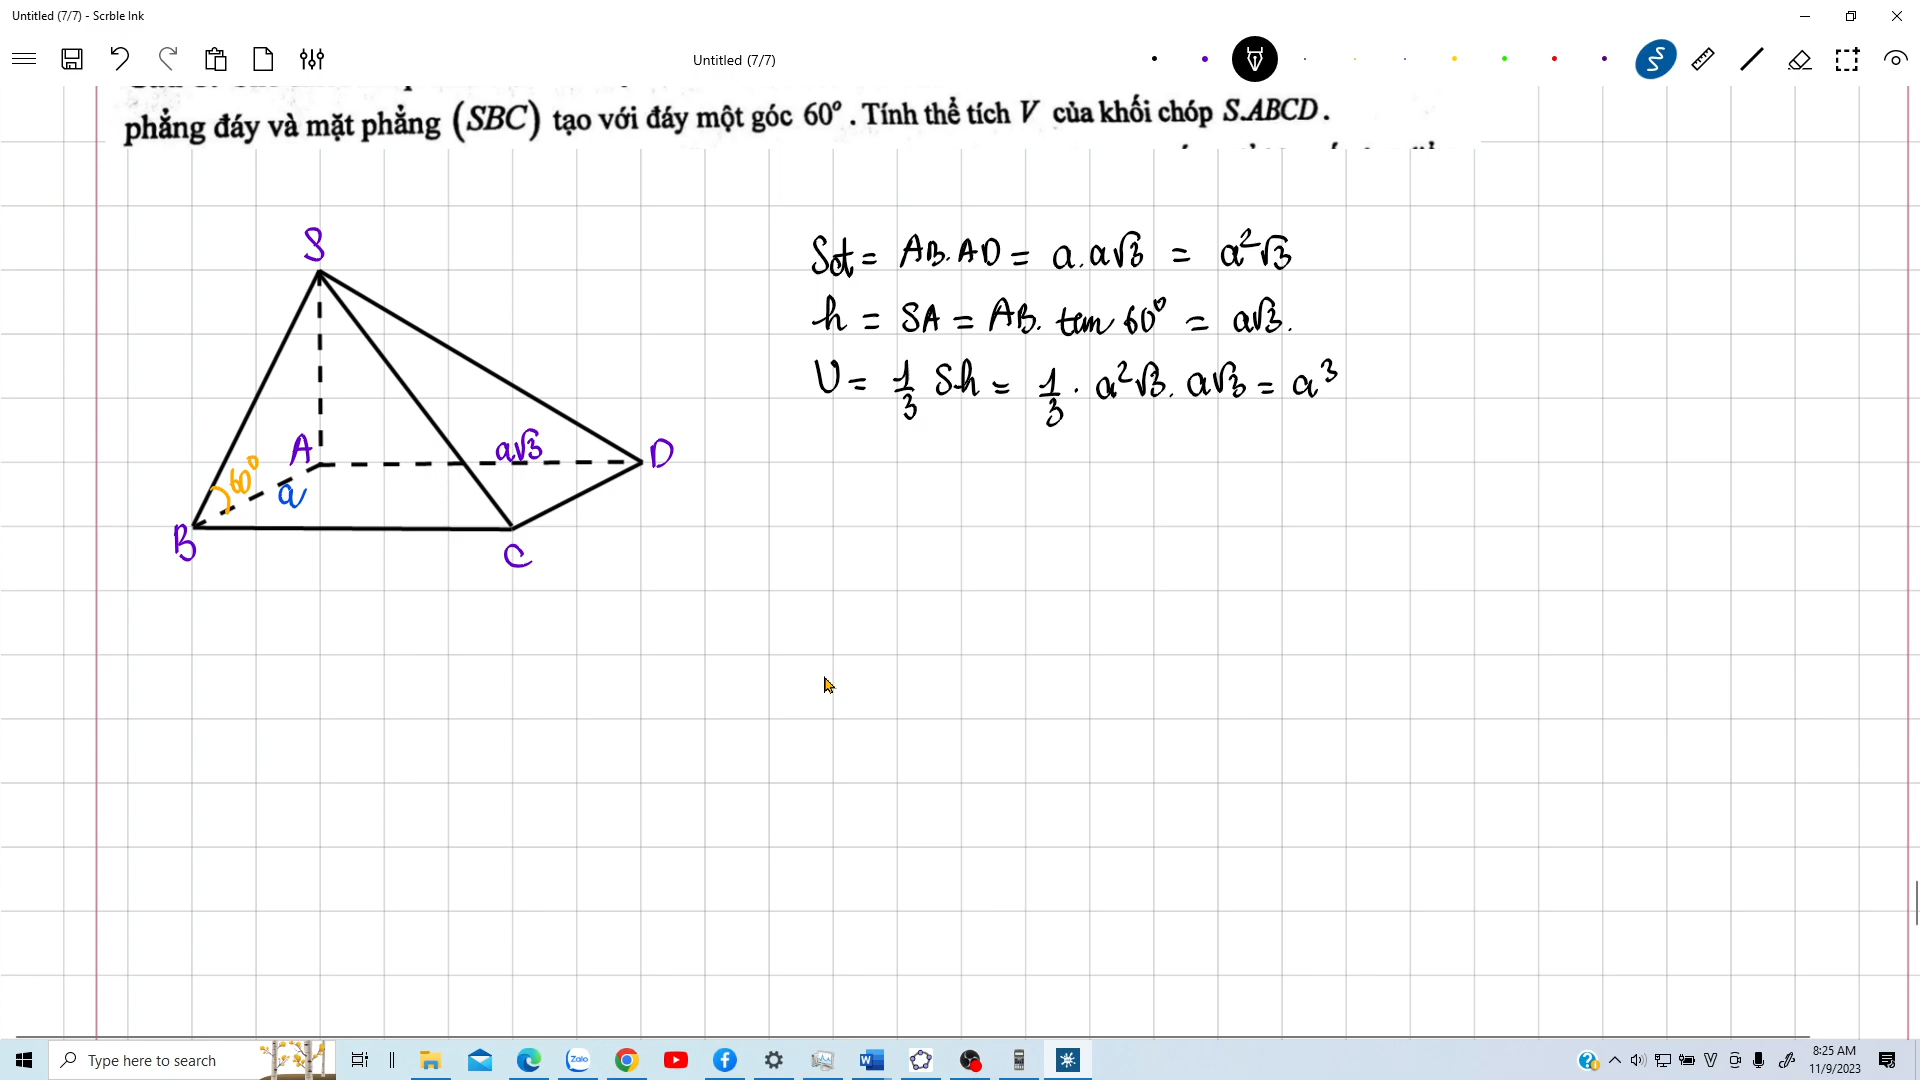 Untitled (7/7) - Scrble Ink
Untitled (7/7)
phẳng đáy và mặt phẳng (SBC) tạo với đáy một góc 60°. Tính thể tích V của khối chóp S.ABCD.
S
Sđ = AB.AD = a.a√3 = a²√3
h = SA = AB. tan 60° = a√3.
V = 1/3 Sh = 1/3 . a²√3. a√3 = a³
A
a√3
D
60°
a
B
C
Type here to search
Zalo
8:25 AM
11/9/2023